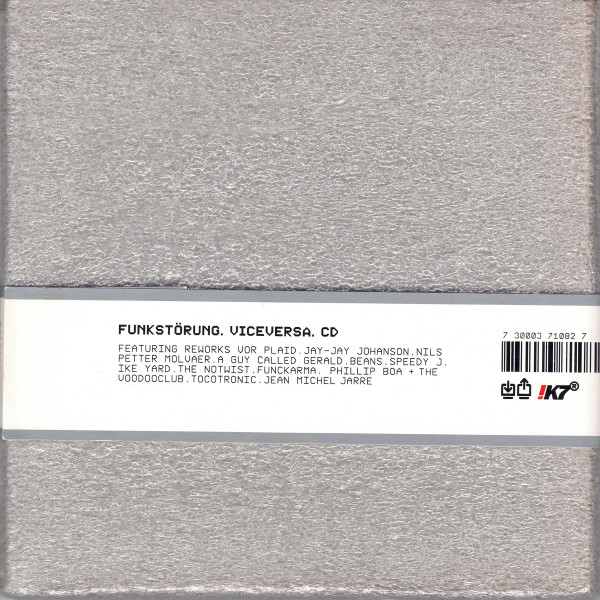 FUNKSTÖRUNG. VICEVERSA. CD
FEATURING REWORKS VOR PLAID.JAY-JAY JOHANSON.NILS
PETTER MOLVAER.A GUY CALLED GERALD.BEANS.SPEEDY J.
IKE YARD.THE NOTWIST.FUNCKARMA. PHILLIP BOA + THE
VOODOOCLUB.TOCOTRONIC.JEAN MICHEL JARRE
7 30003 71082 7
!K7®